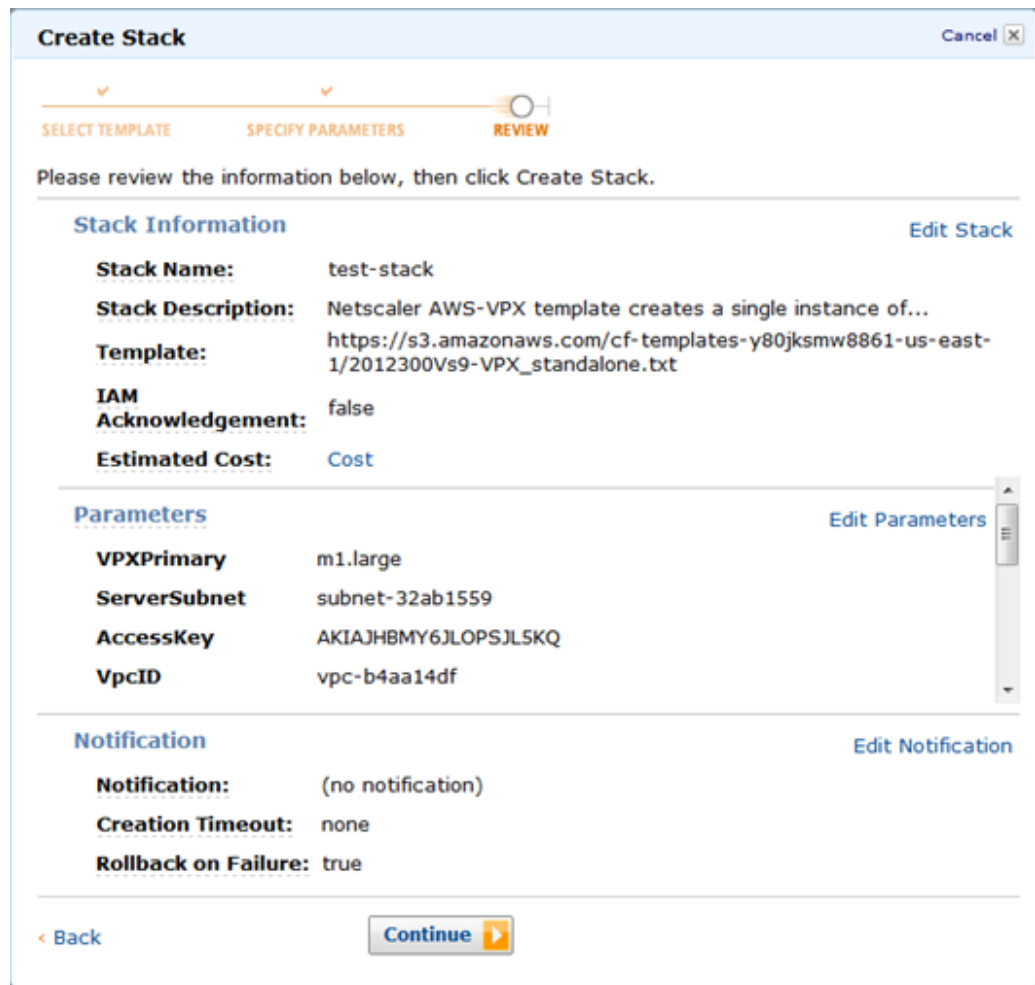 Create Stack
Cancel
SELECT TEMPLATE
SPECIFY PARAMETERS
REVIEW
Please review the information below, then click Create Stack.
Stack Information
Edit Stack
Stack Name: test-stack
Stack Description: Netscaler AWS-VPX template creates a single instance of...
Template: https://s3.amazonaws.com/cf-templates-y80jksmw8861-us-east-
1/2012300Vs9-VPX_standalone.txt
IAM
Acknowledgement: false
Estimated Cost: Cost
Parameters
Edit Parameters
VPXPrimary m1.large
ServerSubnet subnet-32ab1559
AccessKey AKIAJHBMY6JLOPSJL5KQ
VpcID vpc-b4aa14df
Notification
Edit Notification
Notification: (no notification)
Creation Timeout: none
Rollback on Failure: true
< Back
Continue